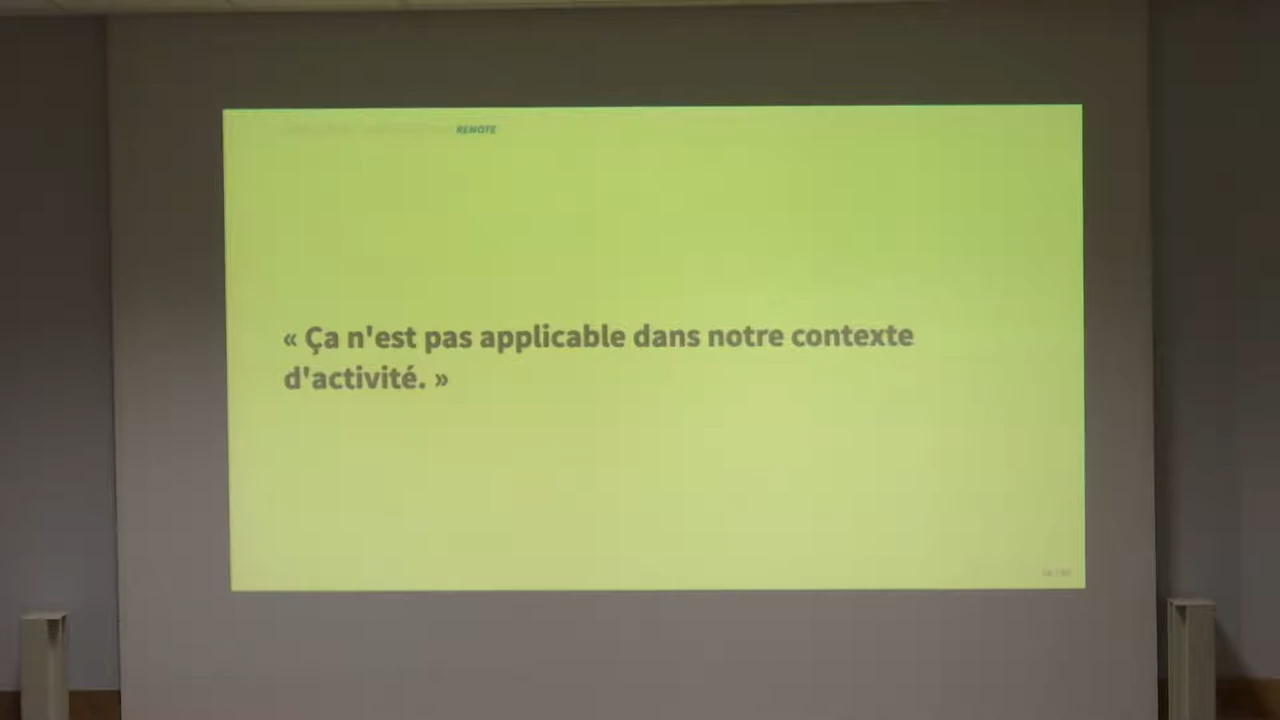 REMOTE
« Ça n'est pas applicable dans notre contexte
d'activité. »